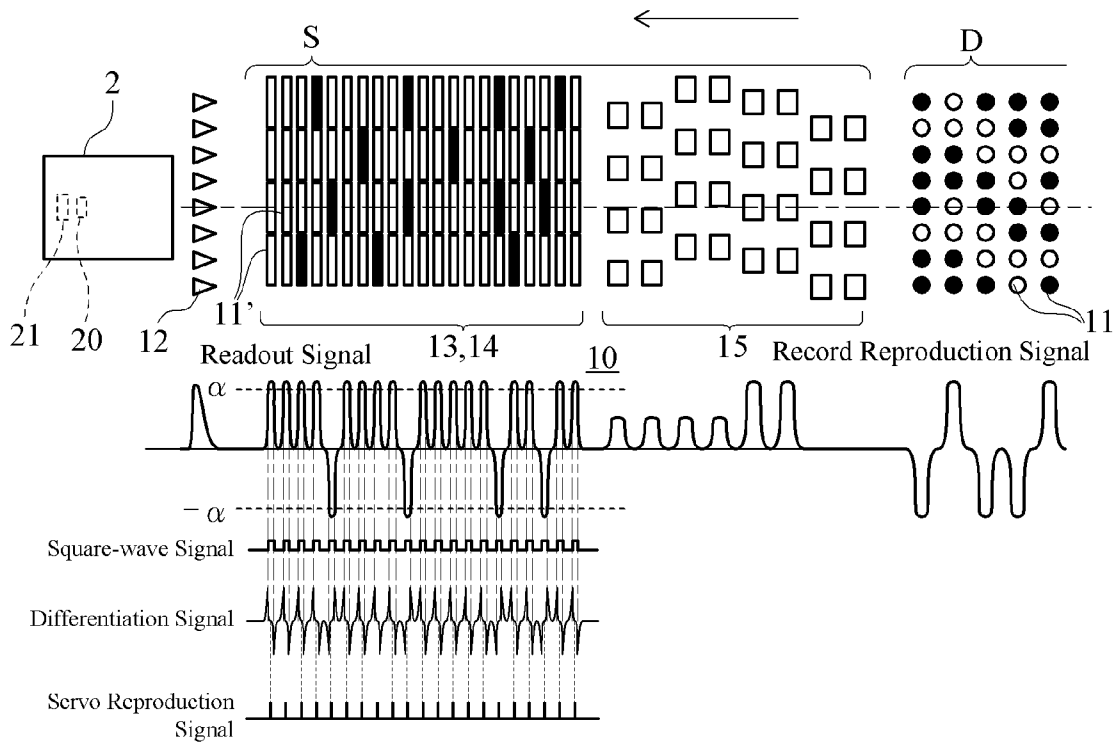 S
D
2
21
20
12
11'
13,14
15
11
10
Readout Signal
Record Reproduction Signal
α
－α
Square-wave Signal
Differentiation Signal
Servo Reproduction
Signal